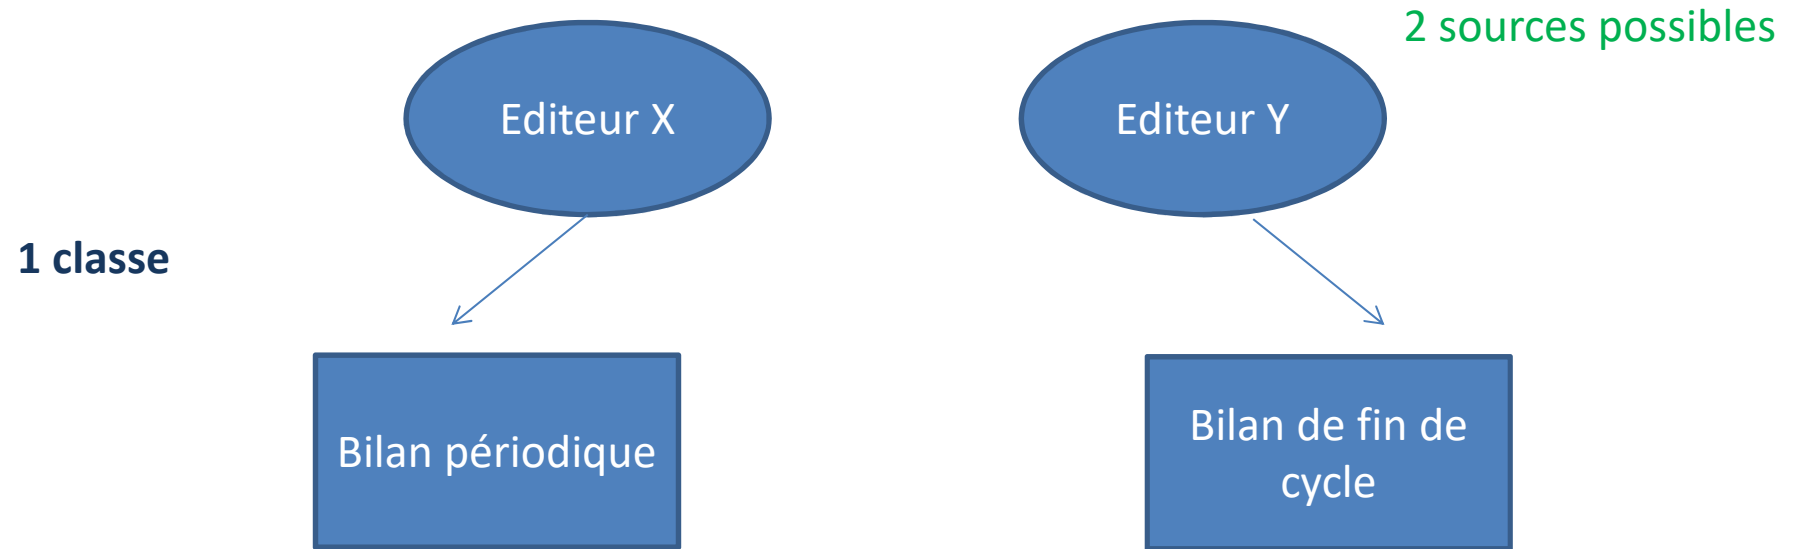 2 sources possibles
Editeur X
Editeur Y
1 classe
Bilan périodique
Bilan de fin de
cycle